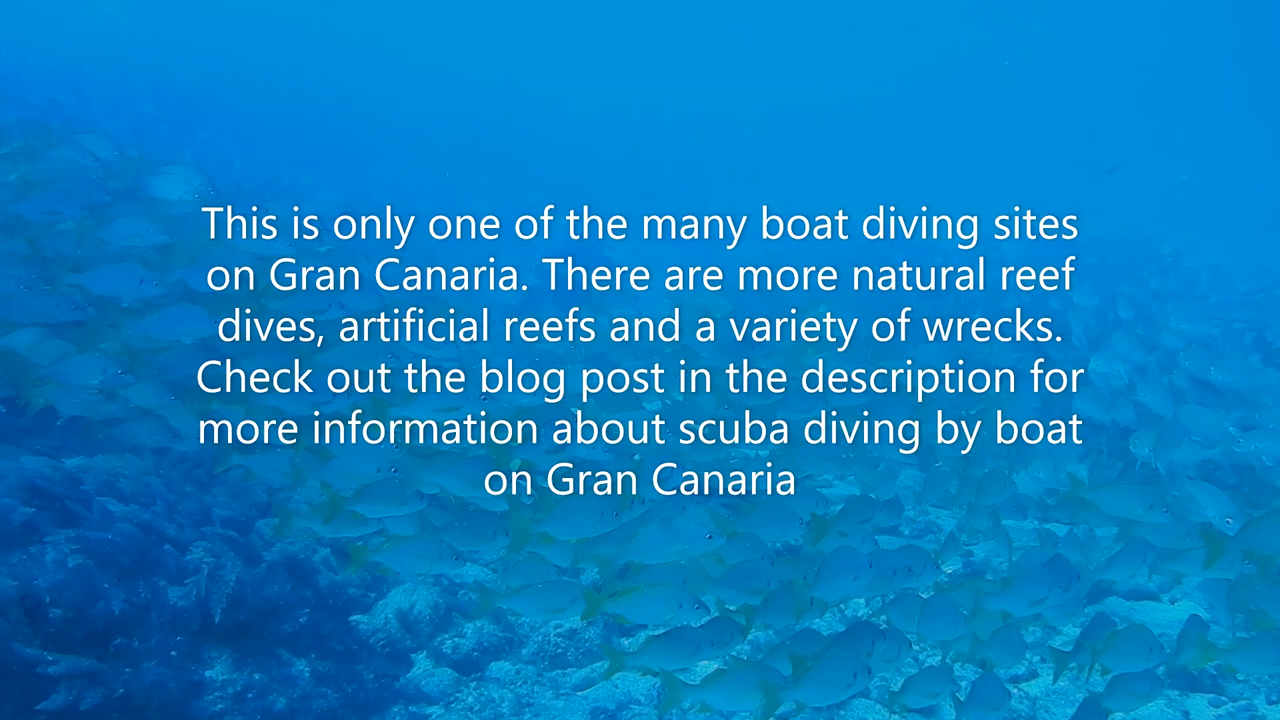 This is only one of the many boat diving sites
on Gran Canaria. There are more natural reef
dives, artificial reefs and a variety of wrecks.
Check out the blog post in the description for
more information about scuba diving by boat
on Gran Canaria